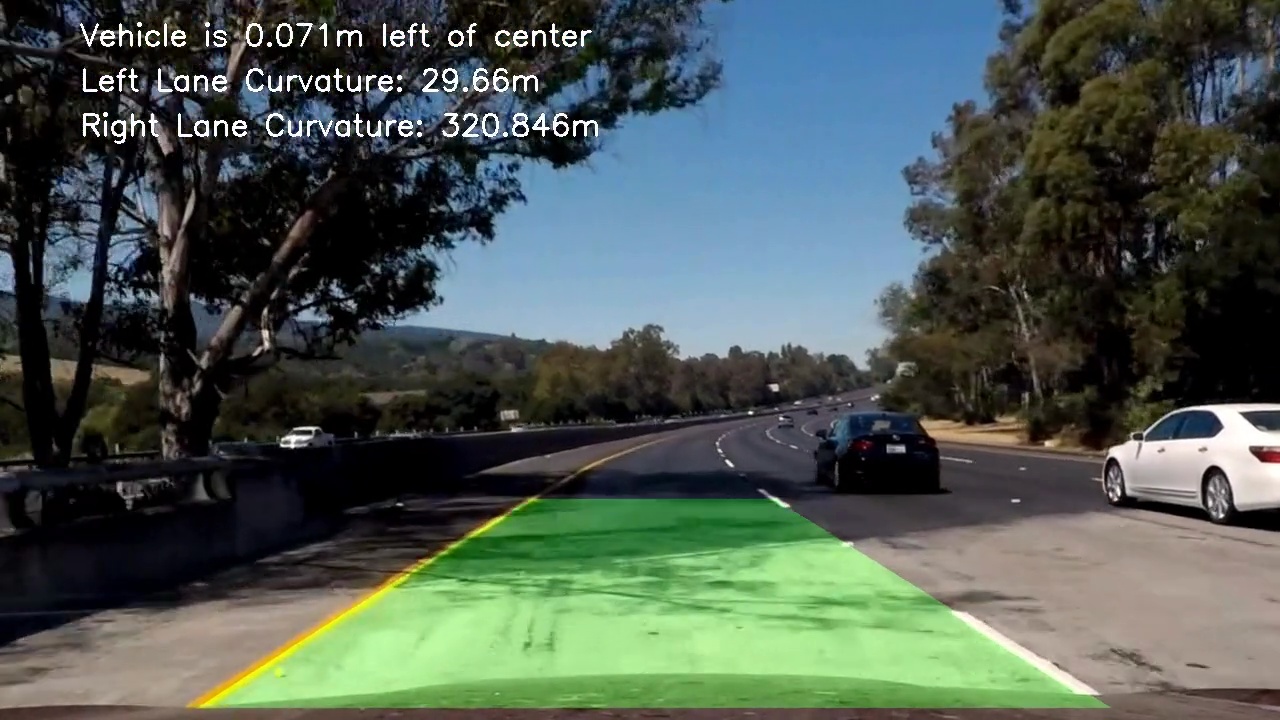 Vehicle is 0.071m left of center
Left Lane Curvature: 29.66m
Right Lane Curvature: 320.846m